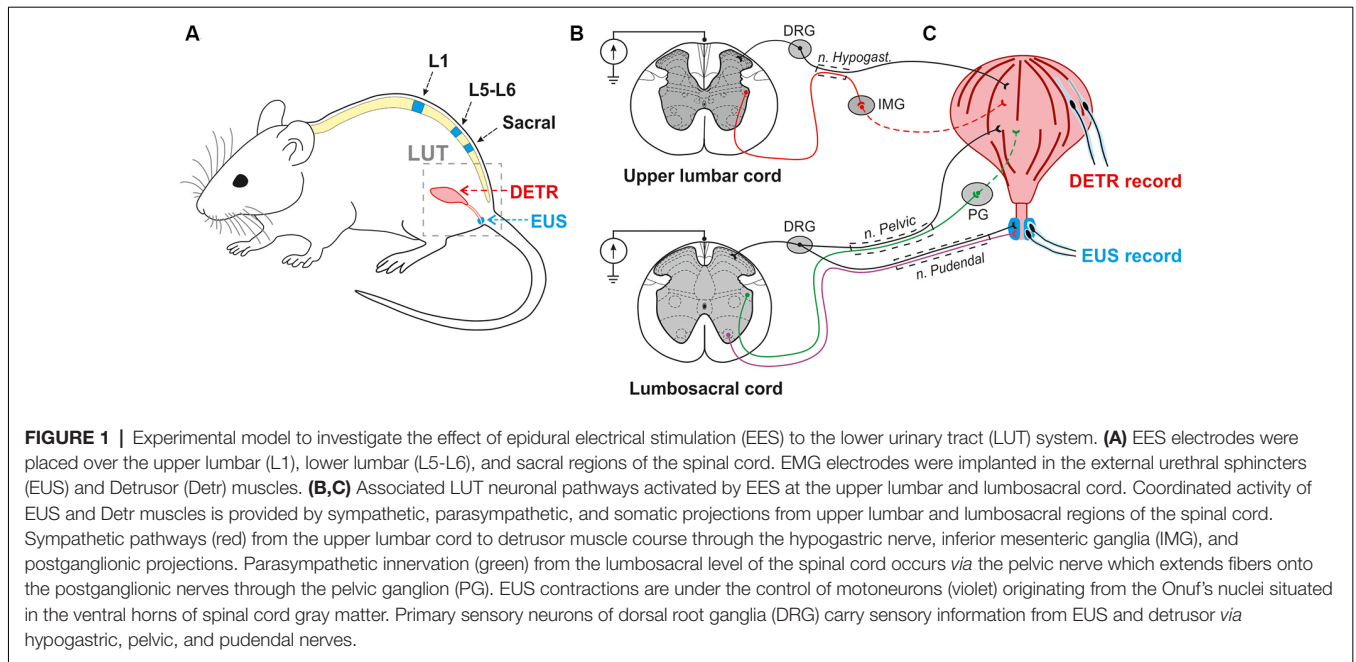 A
L1
L5-L6
Sacral
LUT
DETR
EUS
B
DRG
n. Hypogast.
IMG
Upper lumbar cord
DRG
n. Pelvic
n. Pudendal
PG
Lumbosacral cord
C
DETR record
EUS record
FIGURE 1 | Experimental model to investigate the effect of epidural electrical stimulation (EES) to the lower urinary tract (LUT) system. (A) EES electrodes were
placed over the upper lumbar (L1), lower lumbar (L5-L6), and sacral regions of the spinal cord. EMG electrodes were implanted in the external urethral sphincters
(EUS) and Detrusor (Detr) muscles. (B,C) Associated LUT neuronal pathways activated by EES at the upper lumbar and lumbosacral cord. Coordinated activity of
EUS and Detr muscles is provided by sympathetic, parasympathetic, and somatic projections from upper lumbar and lumbosacral regions of the spinal cord.
Sympathetic pathways (red) from the upper lumbar cord to detrusor muscle course through the hypogastric nerve, inferior mesenteric ganglia (IMG), and
postganglionic projections. Parasympathetic innervation (green) from the lumbosacral level of the spinal cord occurs via the pelvic nerve which extends fibers onto
the postganglionic nerves through the pelvic ganglion (PG). EUS contractions are under the control of motoneurons (violet) originating from the Onuf's nuclei situated
in the ventral horns of spinal cord gray matter. Primary sensory neurons of dorsal root ganglia (DRG) carry sensory information from EUS and detrusor via
hypogastric, pelvic, and pudendal nerves.